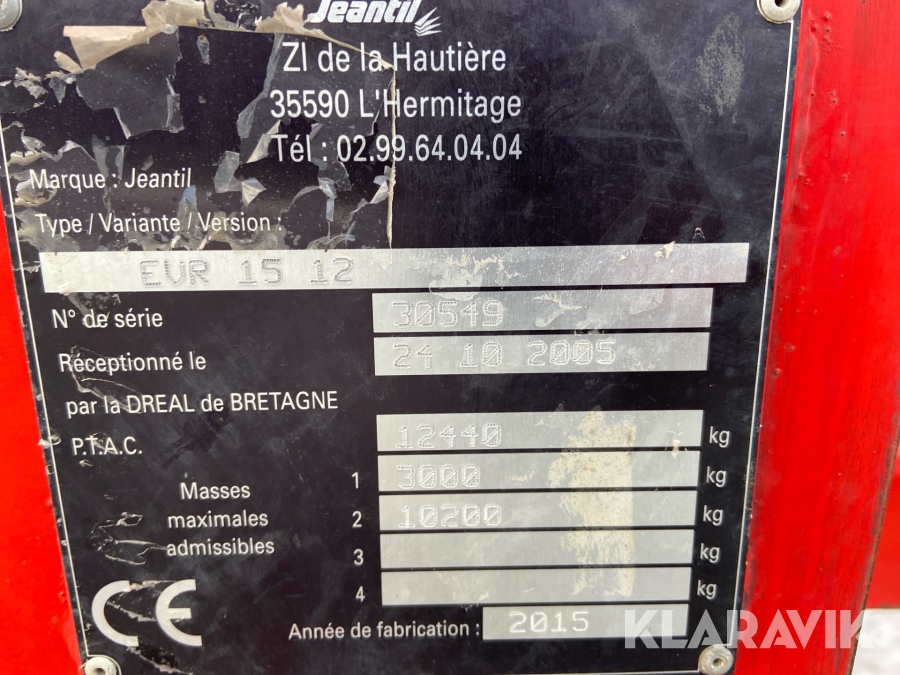 Jeantil
ZI de la Hautière
35590 L'Hermitage
Tél : 02.99.64.04.04
Marque : Jeantil
Type / Variante / Version :
EVR 15 12
N° de série 30549
Réceptionné le 24 10 2005
par la DREAL de BRETAGNE
P.T.A.C. 12440 kg
Masses maximales admissibles
1 3000 kg
2 10200 kg
3 kg
4 kg
CE
Année de fabrication : 2015
KLARAVIK